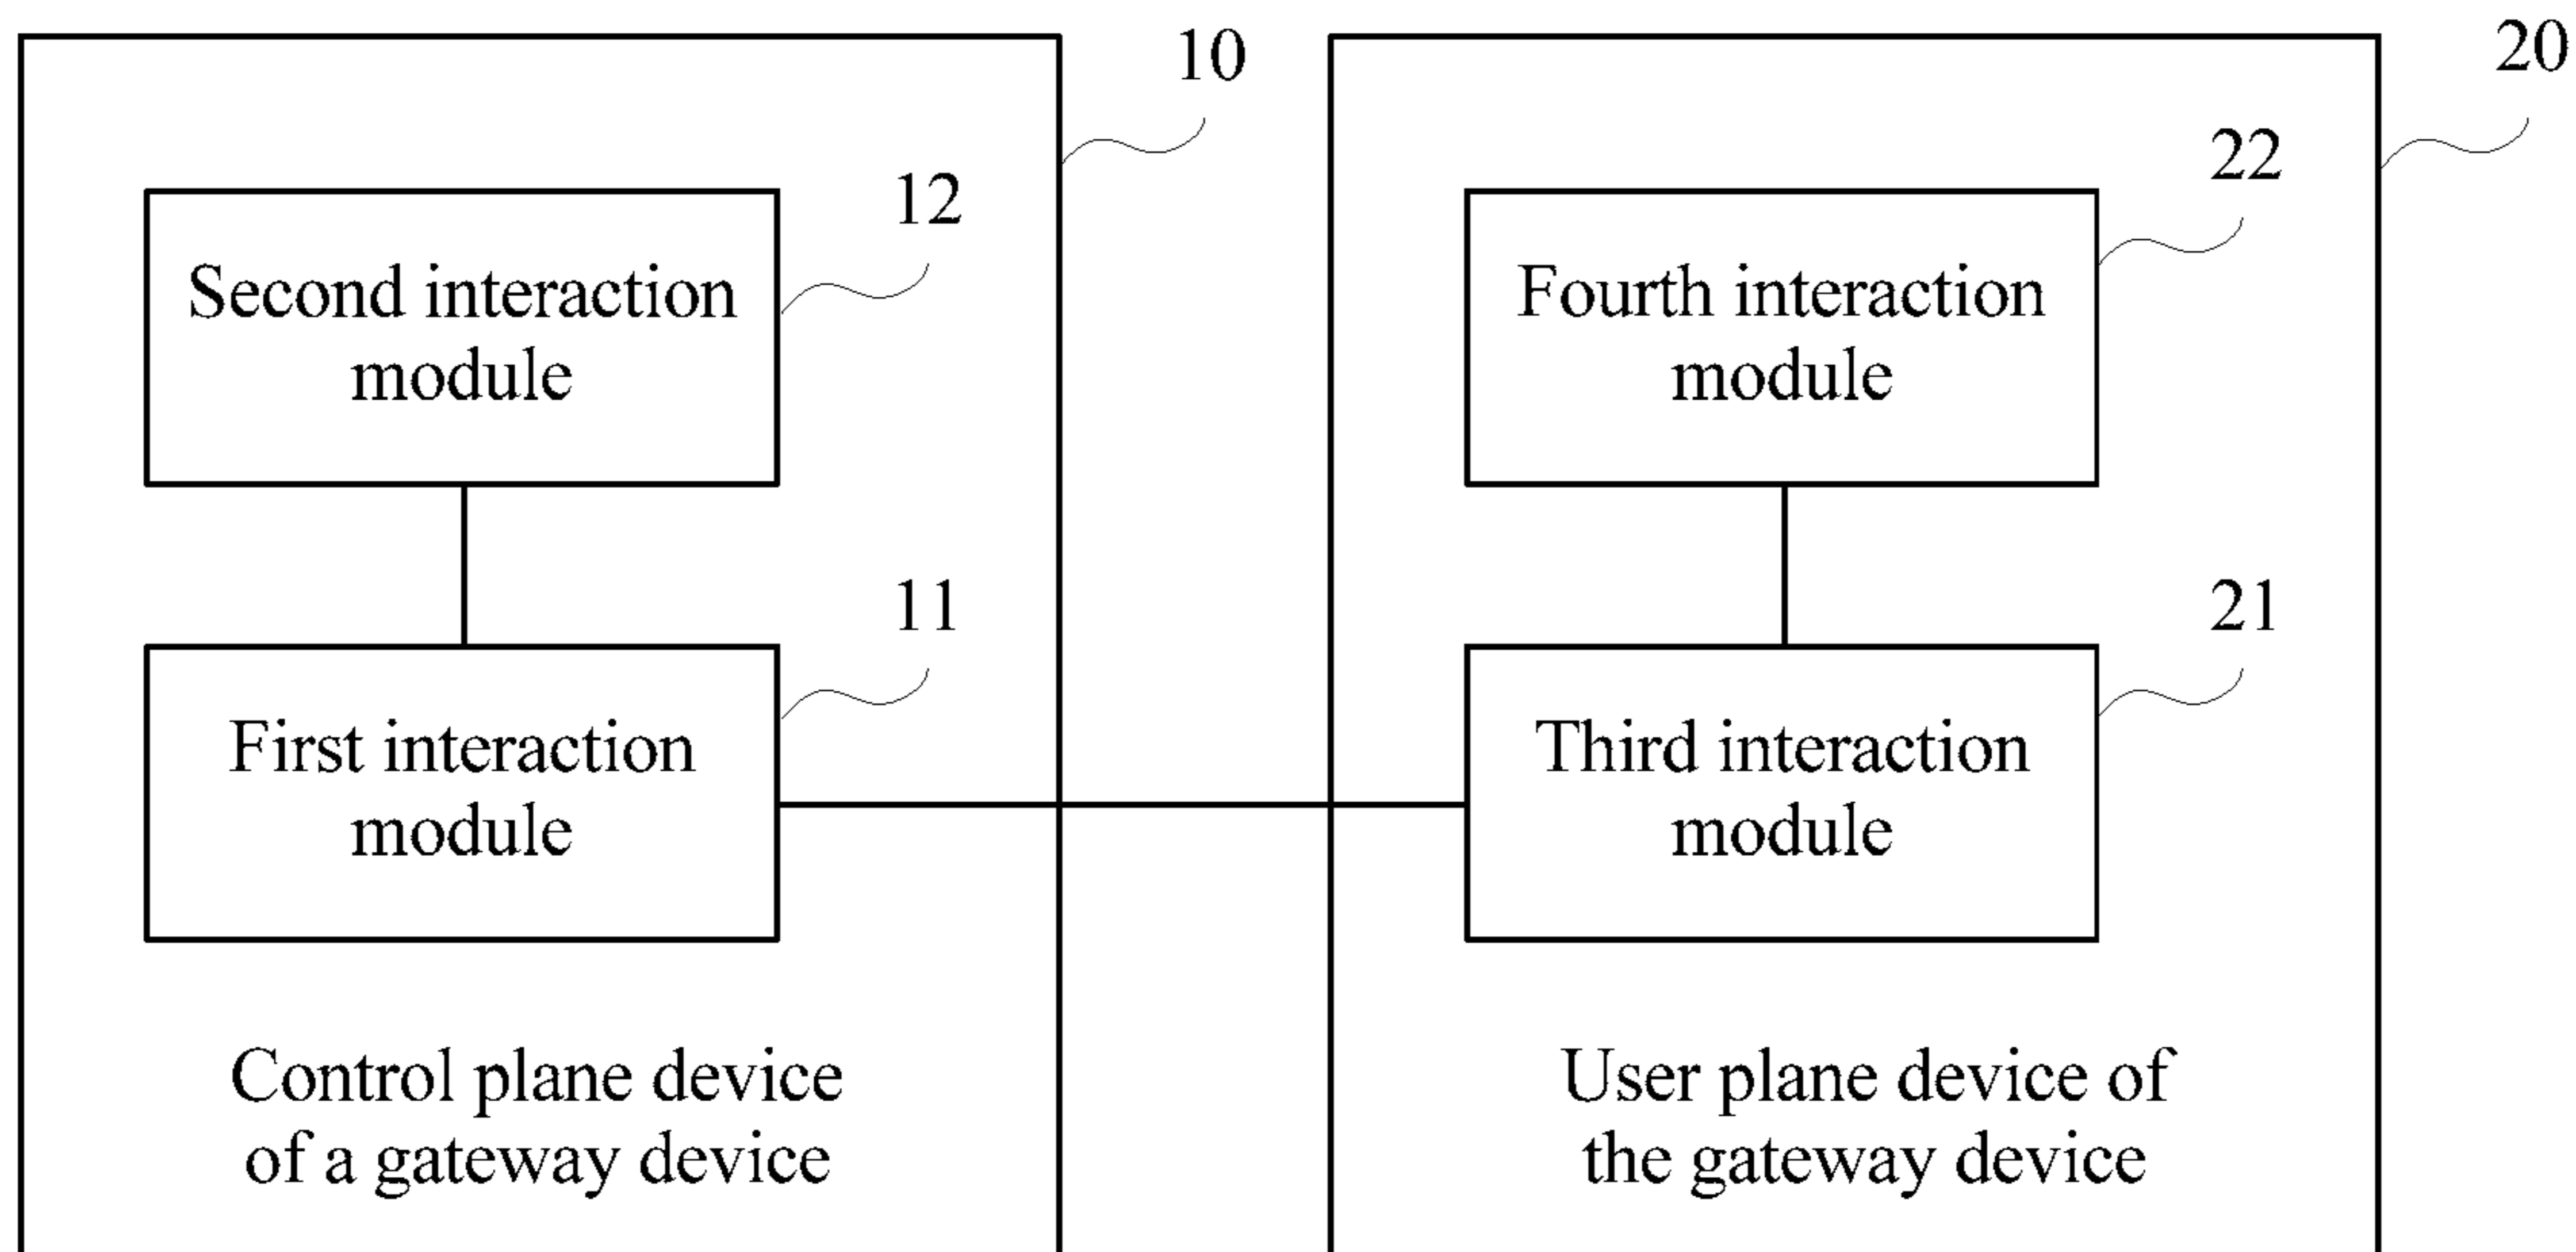 10
20
12
22
Second interaction
module
Fourth interaction
module
11
21
First interaction
module
Third interaction
module
Control plane device
of a gateway device
User plane device of
the gateway device